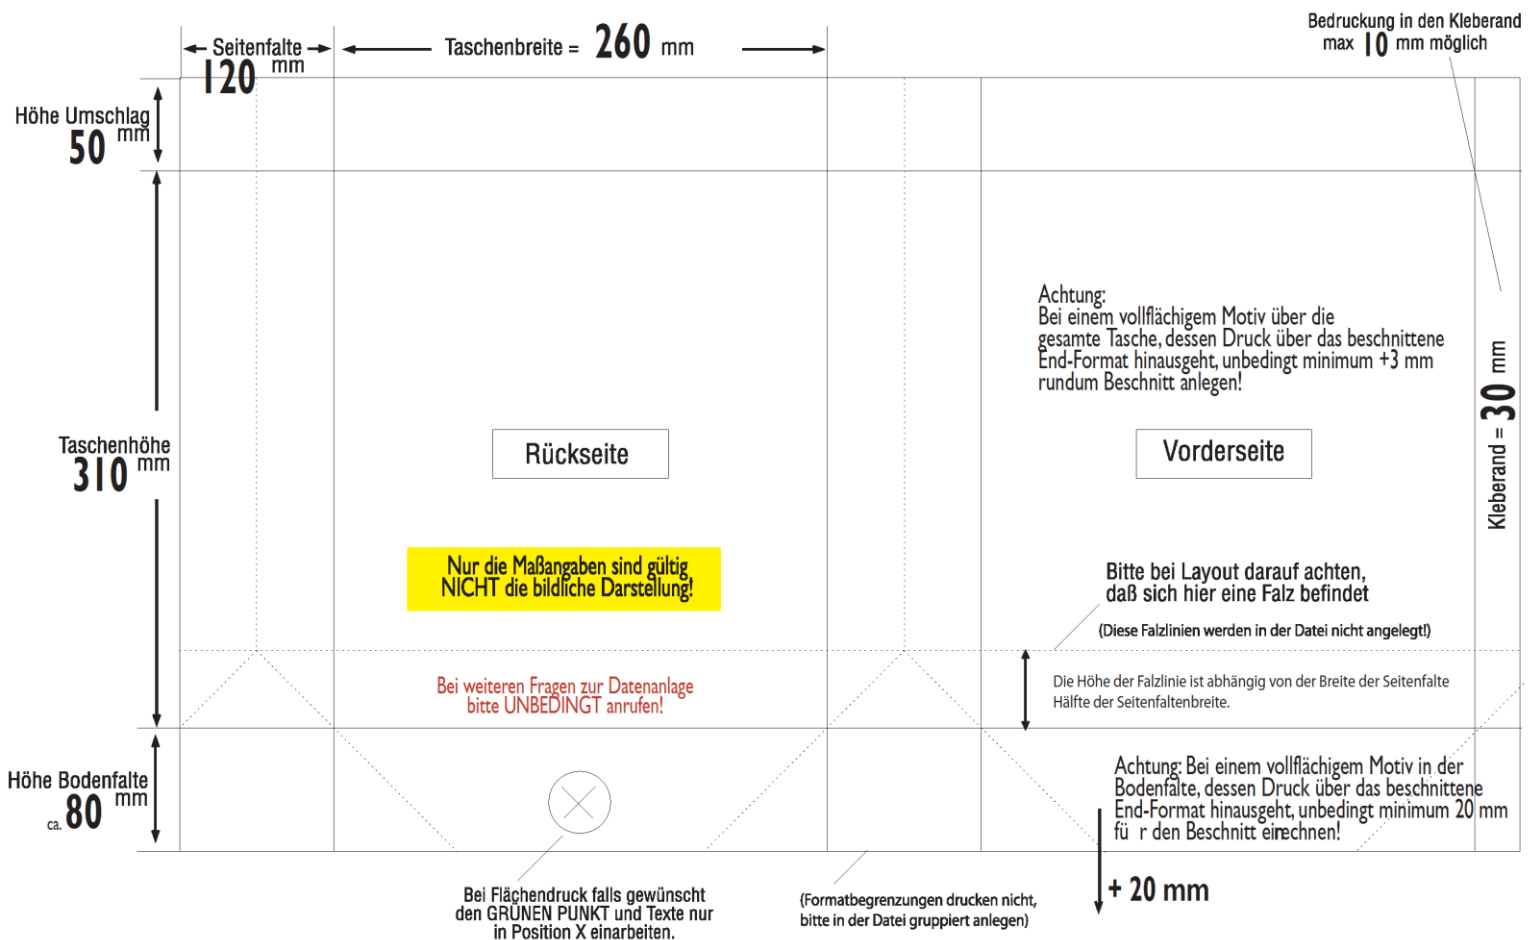 Bedruckung in den Kleberand
max 10 mm möglich
Seitenfalte
120 mm
Taschenbreite = 260 mm
Höhe Umschlag
50 mm
Achtung:
Bei einem vollflächigem Motiv über die
gesamte Tasche, dessen Druck über das beschnittene
End-Format hinausgeht, unbedingt minimum +3 mm
rundum Beschnitt anlegen!
Kleberand = 30 mm
Taschenhöhe
310 mm
Rückseite
Vorderseite
Nur die Maßangaben sind gültig
NICHT die bildliche Darstellung!
Bitte bei Layout darauf achten,
daß sich hier eine Falz befindet
(Diese Falzlinien werden in der Datei nicht angelegt!)
Bei weiteren Fragen zur Datenanlage
bitte UNBEDINGT anrufen!
Die Höhe der Falzlinie ist abhängig von der Breite der Seitenfalte
Hälfte der Seitenfaltenbreite.
Höhe Bodenfalte
ca. 80 mm
Achtung: Bei einem vollflächigem Motiv in der
Bodenfalte, dessen Druck über das beschnittene
End-Format hinausgeht, unbedingt minimum 20 mm
fü r den Beschnitt einrechnen!
+ 20 mm
Bei Flächendruck falls gewünscht
den GRÜNEN PUNKT und Texte nur
in Position X einarbeiten.
(Formatbegrenzungen drucken nicht,
bitte in der Datei gruppiert anlegen)